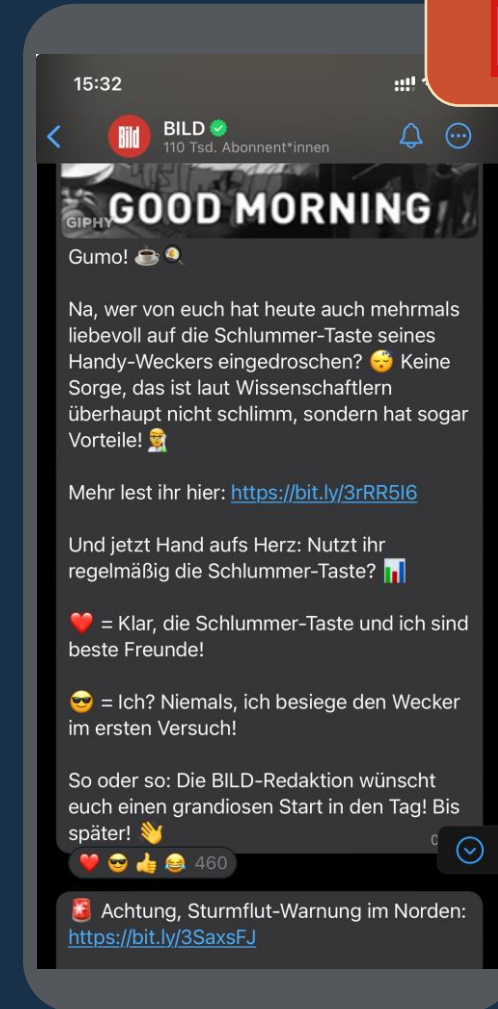 15:32
Bild
BILD
110 Tsd. Abonnent*innen
GIPHY
GOOD MORNING
Gumo! ☕🍳
Na, wer von euch hat heute auch mehrmals
liebevoll auf die Schlummer-Taste seines
Handy-Weckers eingedroschen? 😴 Keine
Sorge, das ist laut Wissenschaftlern
überhaupt nicht schlimm, sondern hat sogar
Vorteile! 👨‍🔬
Mehr lest ihr hier: https://bit.ly/3rRR5I6
Und jetzt Hand aufs Herz: Nutzt ihr
regelmäßig die Schlummer-Taste? 📊
❤️ = Klar, die Schlummer-Taste und ich sind
beste Freunde!
😎 = Ich? Niemals, ich besiege den Wecker
im ersten Versuch!
So oder so: Die BILD-Redaktion wünscht
euch einen grandiosen Start in den Tag! Bis
später! 👋
❤️ 😎 👍 😂 460
🚨 Achtung, Sturmflut-Warnung im Norden:
https://bit.ly/3SaxsFJ